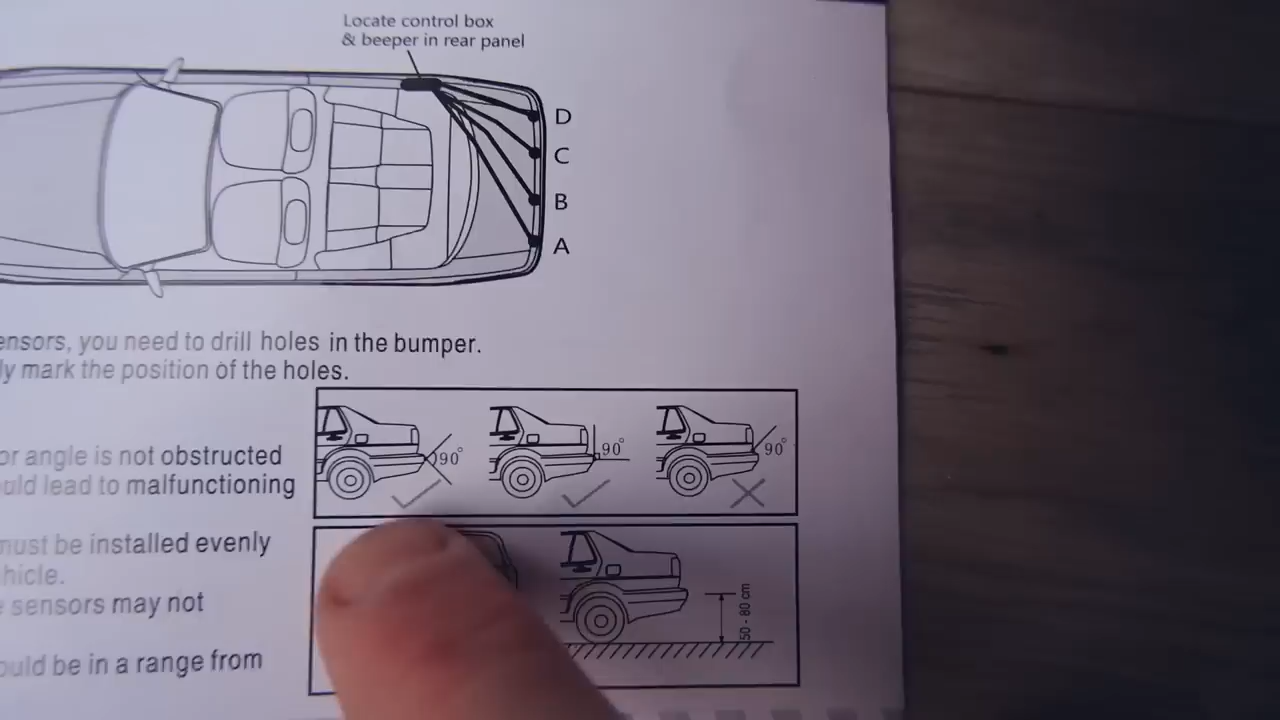 Locate control box
& beeper in rear panel
D
C
B
A
ensors, you need to drill holes in the bumper.
ly mark the position of the holes.
or angle is not obstructed
ould lead to malfunctioning
90°
90°
90°
must be installed evenly
hicle.
sensors may not
ould be in a range from
50 - 80 cm